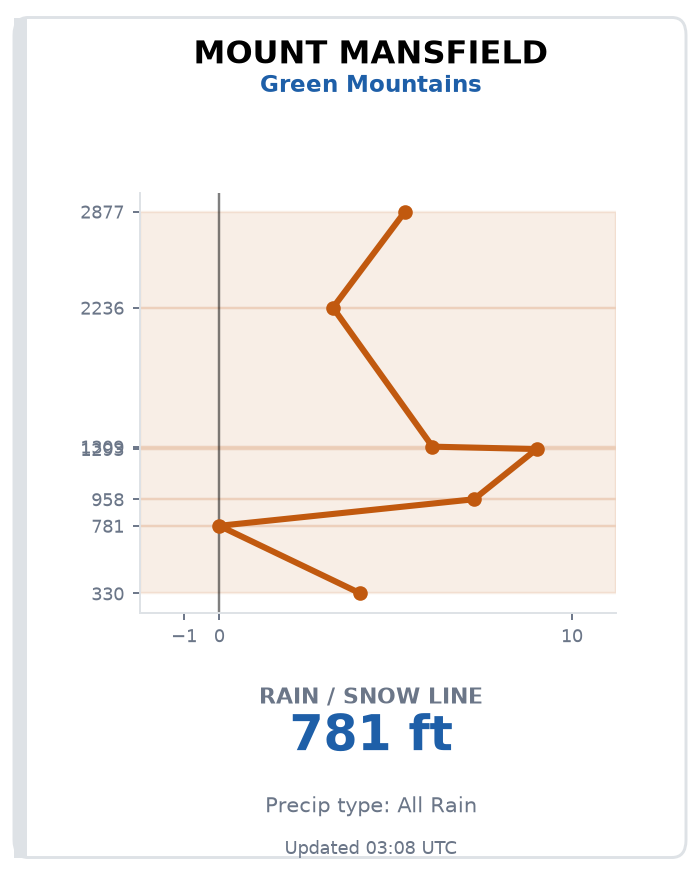 MOUNT MANSFIELD
Green Mountains
2877
2236
1309
958
781
330
−1 0 10
RAIN / SNOW LINE
781 ft
Precip type: All Rain
Updated 03:08 UTC